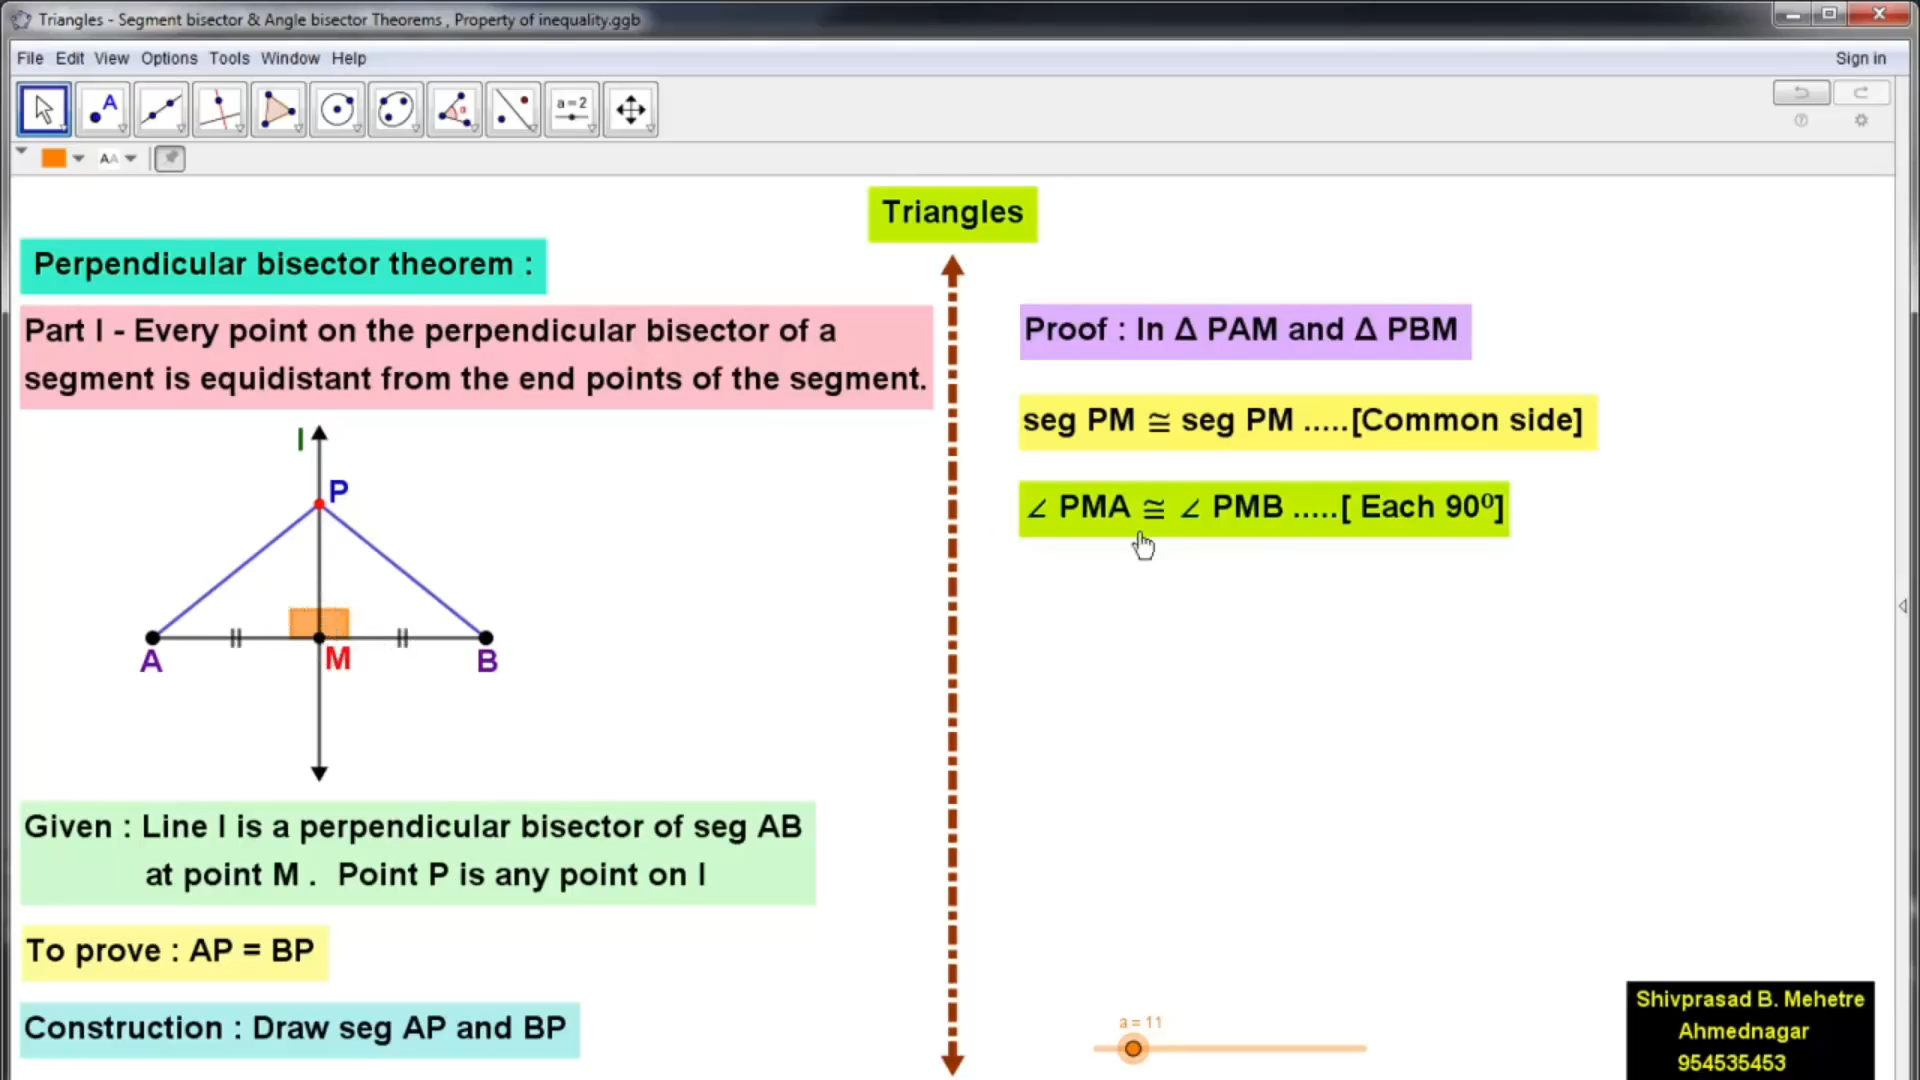 Triangles - Segment bisector & Angle bisector Theorems , Property of inequality.ggb
File Edit View Options Tools Window Help
Sign in
A
α
a = 2
AA
Triangles
Perpendicular bisector theorem :
Part I - Every point on the perpendicular bisector of a
segment is equidistant from the end points of the segment.
l
P
A
M
B
Given : Line l is a perpendicular bisector of seg AB
at point M . Point P is any point on l
To prove : AP = BP
Construction : Draw seg AP and BP
Proof : In Δ PAM and Δ PBM
seg PM ≅ seg PM .....[Common side]
∠ PMA ≅ ∠ PMB .....[ Each 90⁰]
a = 11
Shivprasad B. Mehetre
Ahmednagar
954535453